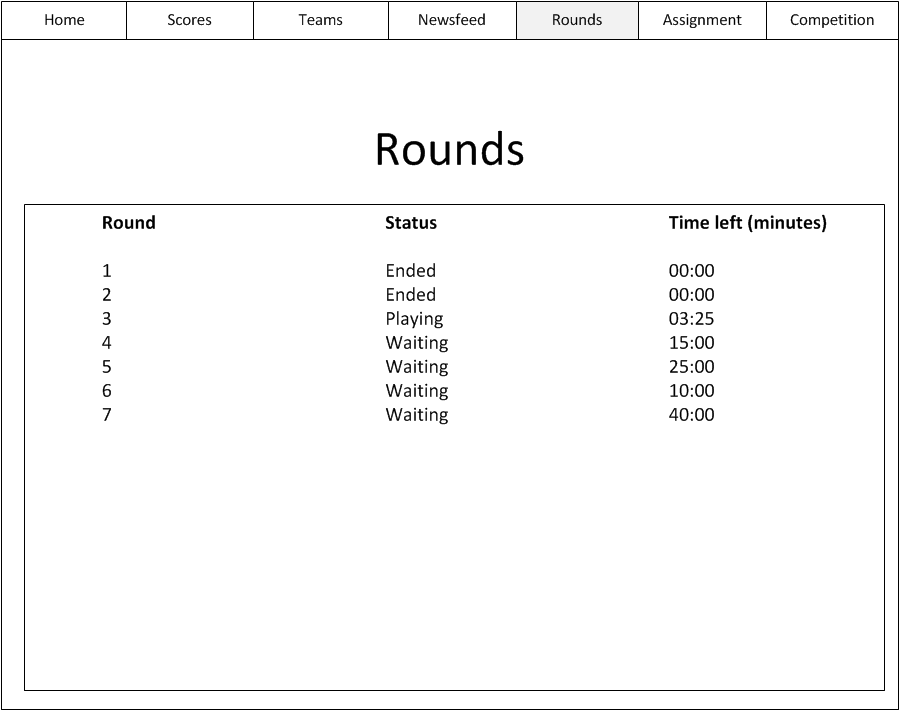 Home Scores Teams Newsfeed Rounds Assignment Competition
Rounds
Round Status Time left (minutes)
1 Ended 00:00
2 Ended 00:00
3 Playing 03:25
4 Waiting 15:00
5 Waiting 25:00
6 Waiting 10:00
7 Waiting 40:00